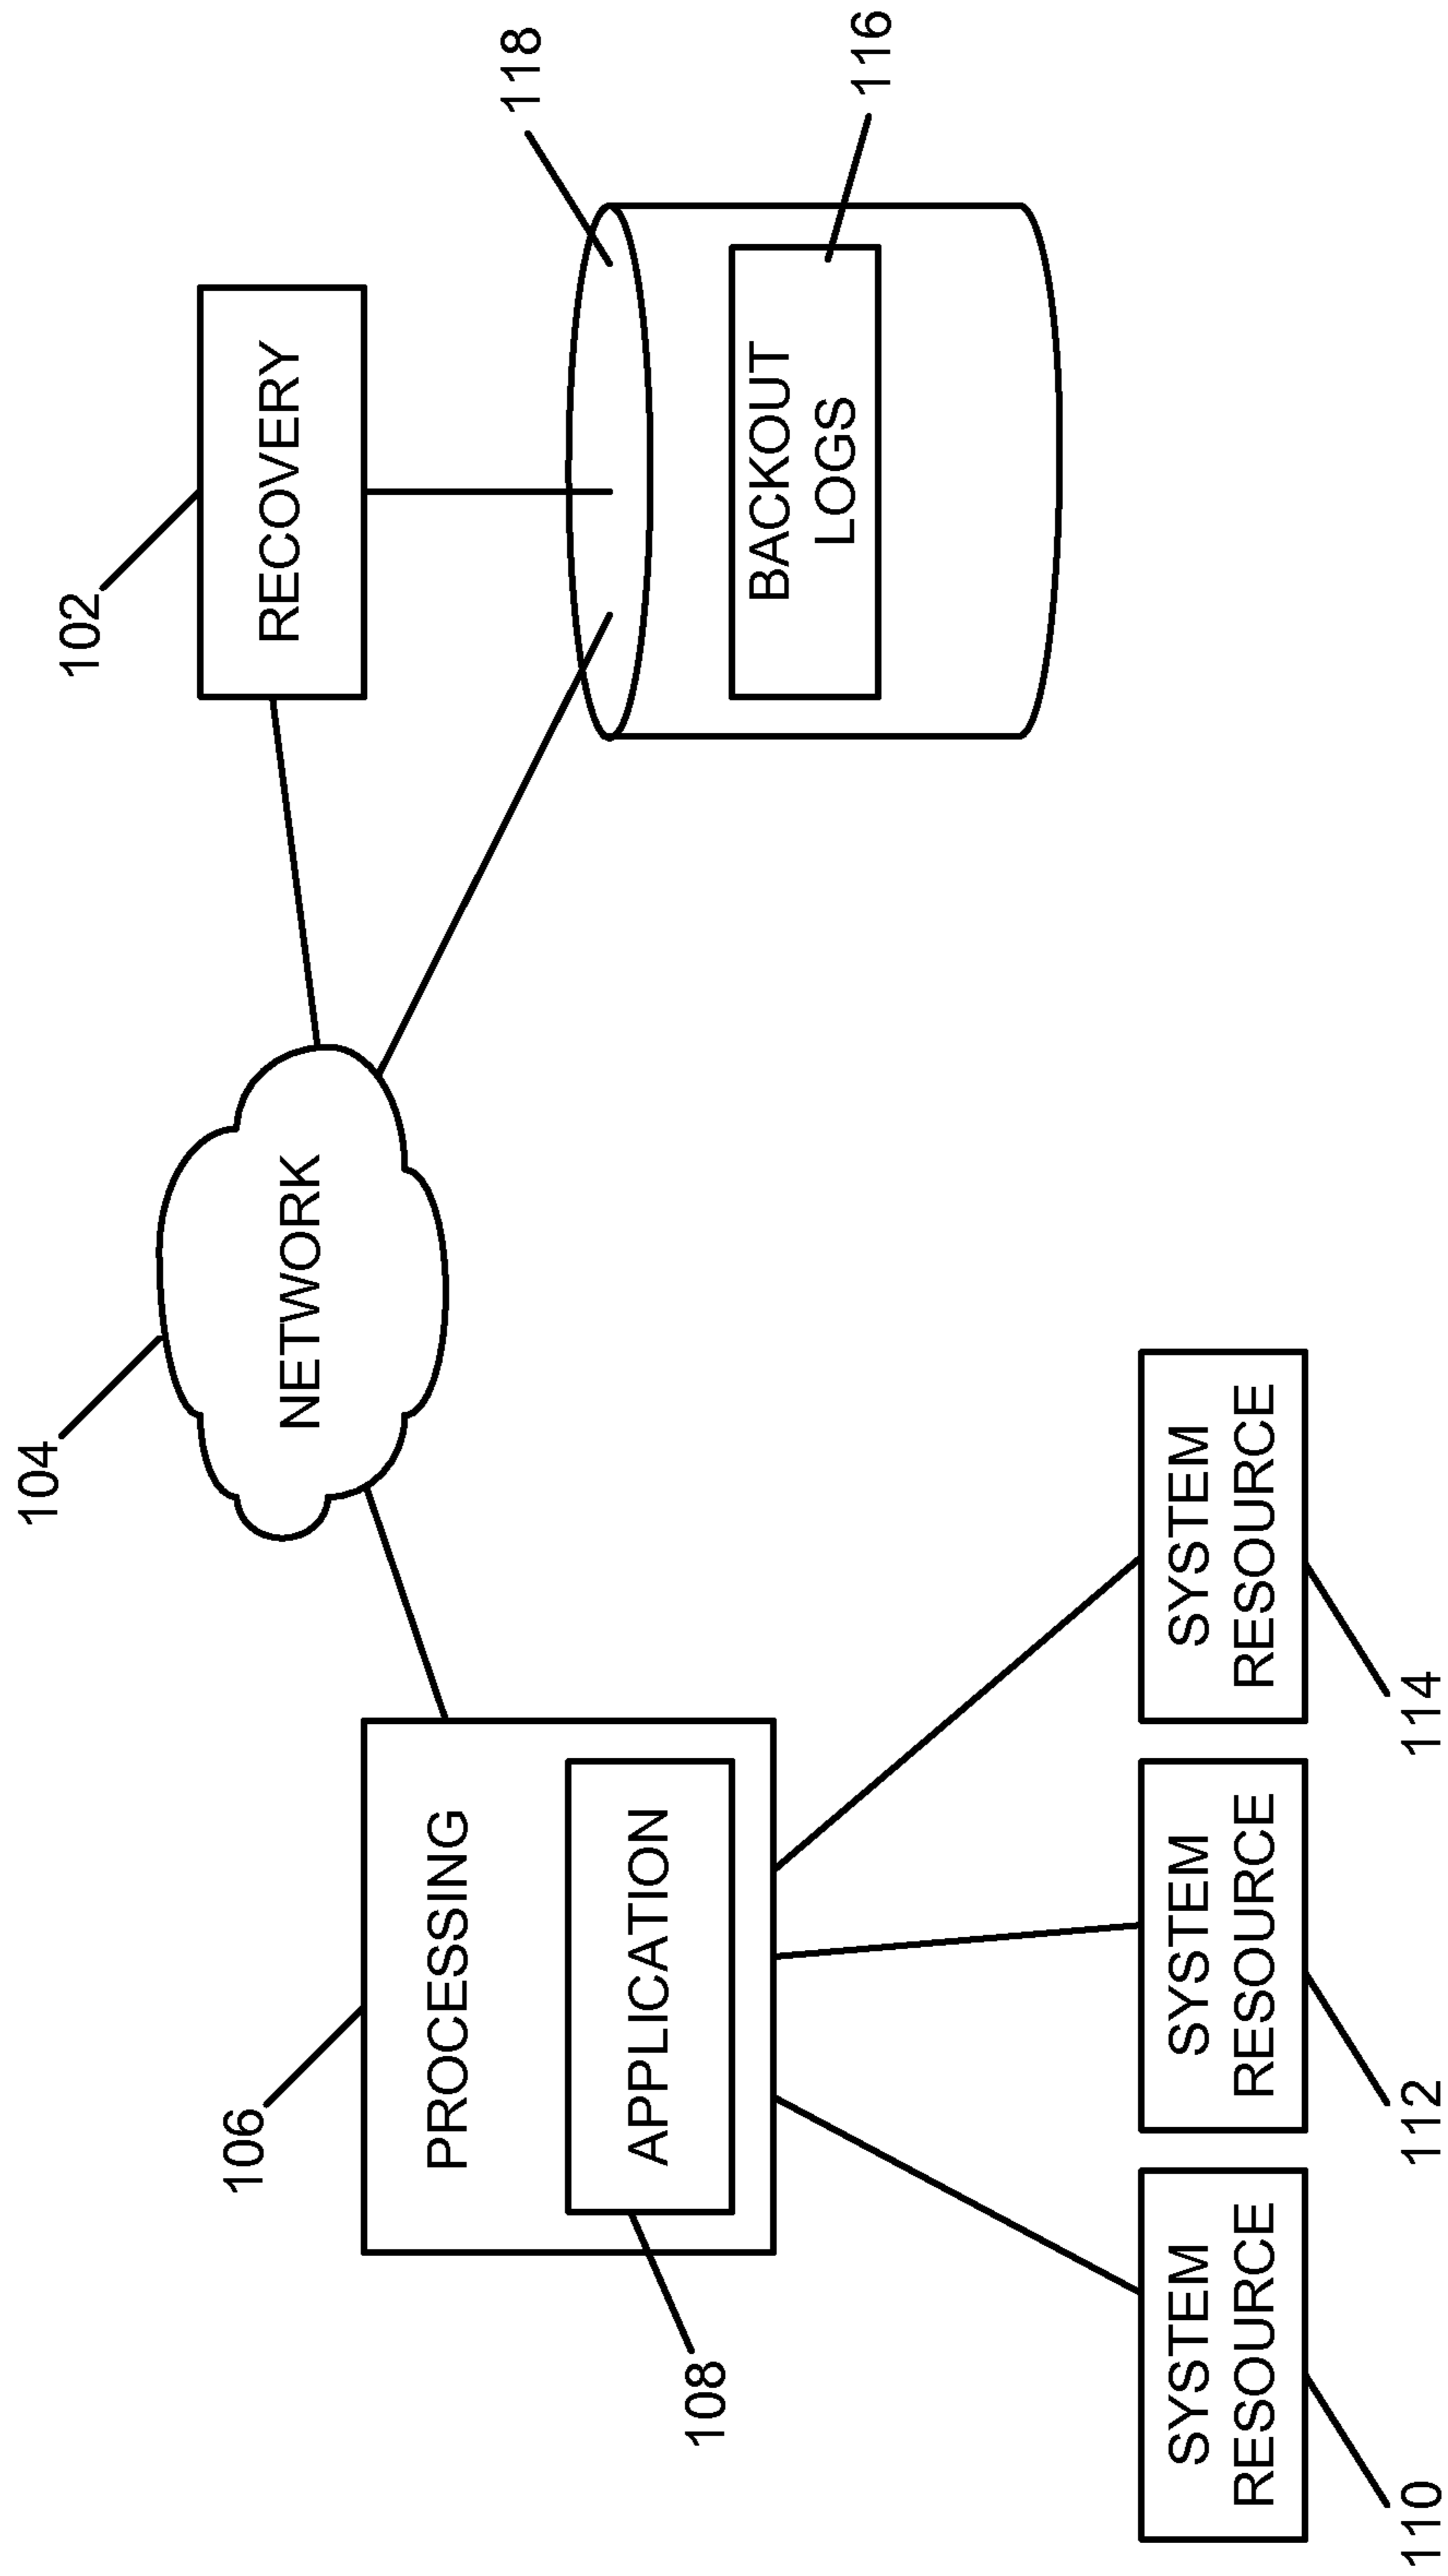 104
NETWORK
102
RECOVERY
118
106
PROCESSING
108
APPLICATION
BACKOUT
LOGS
116
SYSTEM
RESOURCE
SYSTEM
RESOURCE
SYSTEM
RESOURCE
110
112
114